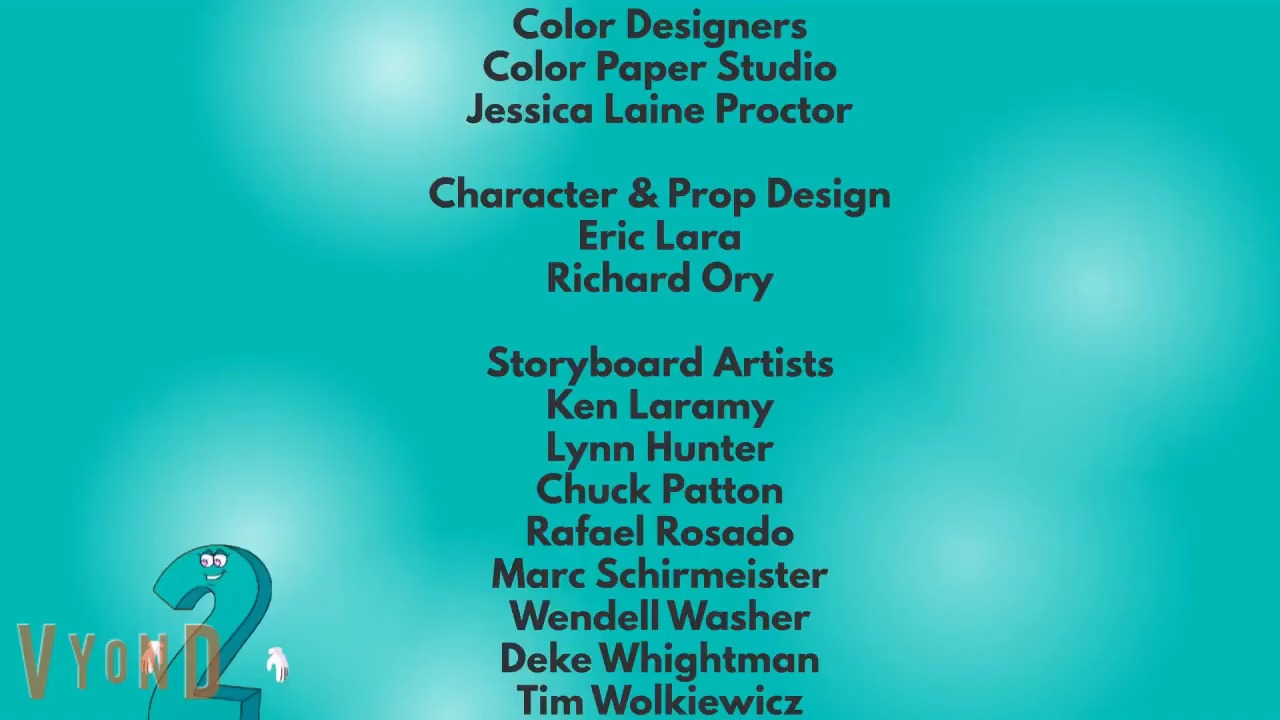 Color Designers
Color Paper Studio
Jessica Laine Proctor
Character & Prop Design
Eric Lara
Richard Ory
Storyboard Artists
Ken Laramy
Lynn Hunter
Chuck Patton
Rafael Rosado
Marc Schirmeister
Wendell Washer
Deke Whightman
Tim Wolkiewicz
2
VYOND